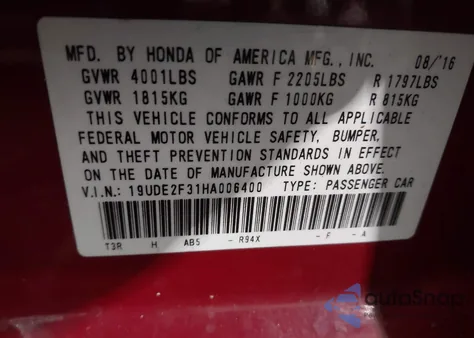 MFD. BY HONDA OF AMERICA MFG., INC. 08/'16
GVWR 4001LBS GAWR F 2205LBS R 1797LBS
GVWR 1815KG GAWR F 1000KG R 815KG
THIS VEHICLE CONFORMS TO ALL APPLICABLE
FEDERAL MOTOR VEHICLE SAFETY, BUMPER,
AND THEFT PREVENTION STANDARDS IN EFFECT
ON THE DATE OF MANUFACTURE SHOWN ABOVE.
V.I.N.: 19UDE2F31HA006400 TYPE: PASSENGER CAR
T3R H AB5 - R94X - F - A
autoSnap